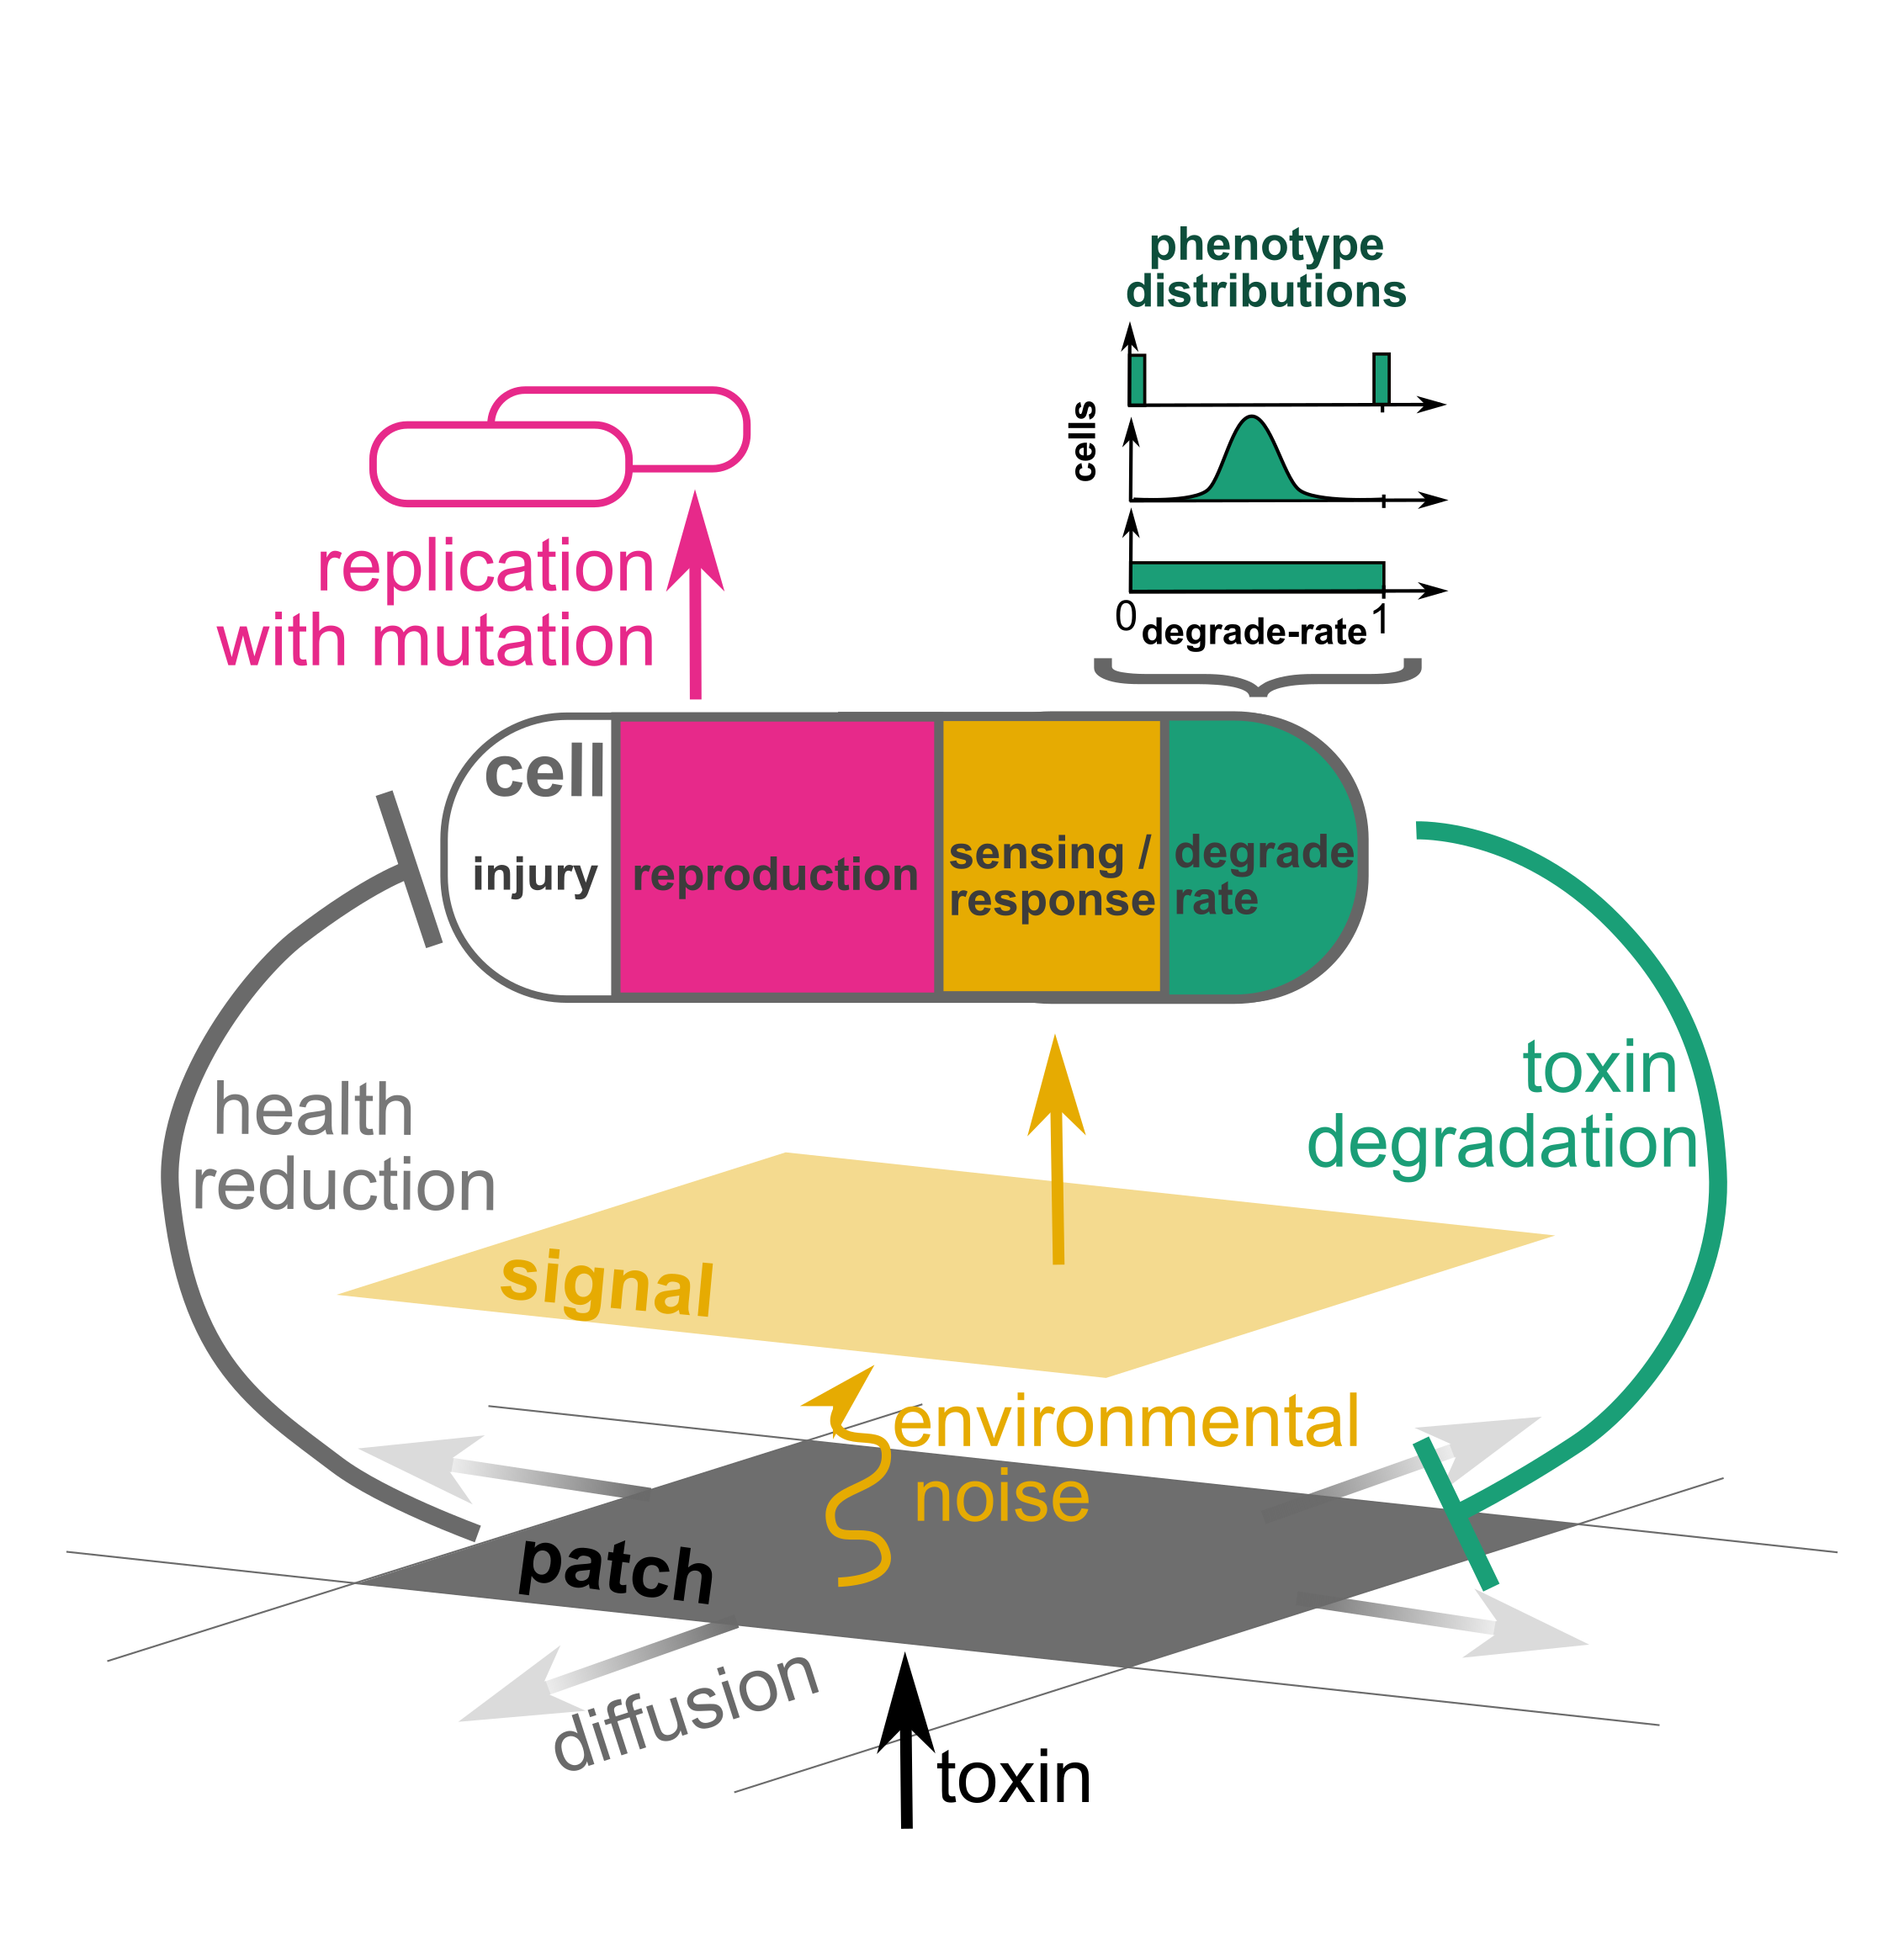 phenotype
distributions
cells
0 degrade-rate 1
replication
with mutation
cell
injury
reproduction
sensing /
response
degrade
rate
health
reduction
toxin
degradation
signal
environmental
noise
patch
diffusion
toxin